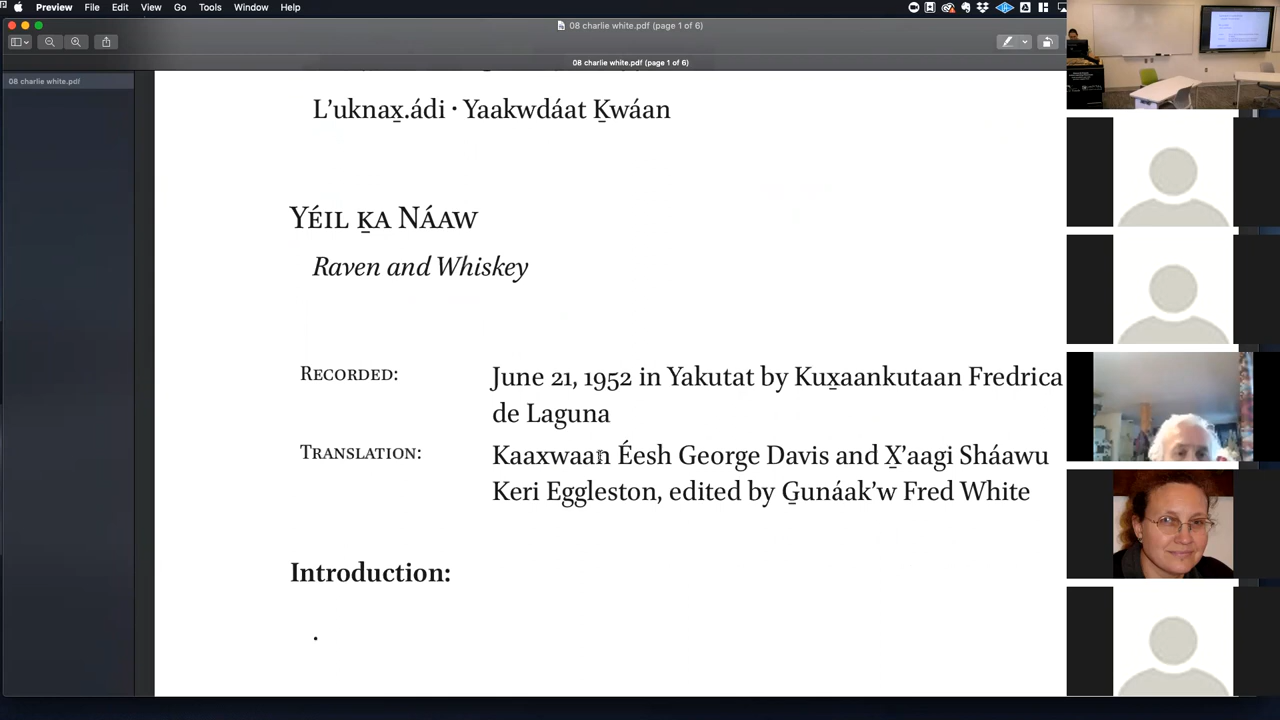 Preview File Edit View Go Tools Window Help
08 charlie white.pdf (page 1 of 6)
08 charlie white.pdf (page 1 of 6)
08 charlie white.pdf
L’uknax̱.ádi · Yaakwdáat Ḵwáan
Yéil ḵa Náaw
Raven and Whiskey
Recorded:
June 21, 1952 in Yakutat by Kux̱aankutaan Fredrica
de Laguna
Translation:
Kaaxwaan Éesh George Davis and X̱’aagi Sháawu
Keri Eggleston, edited by G̱unáak’w Fred White
Introduction:
.